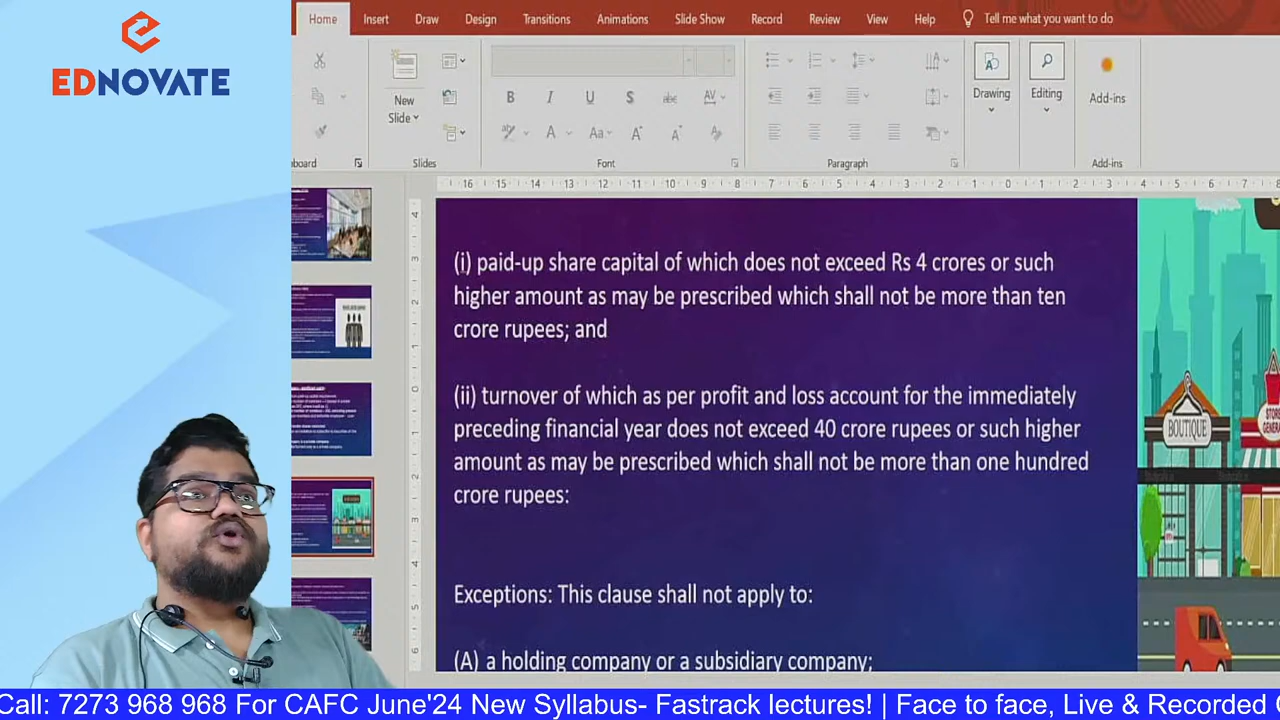 EDNOVATE
Home Insert Draw Design Transitions Animations Slide Show Record Review View Help Tell me what you want to do
New
Slide
Drawing
Editing
Add-ins
board
Slides
Font
Paragraph
Add-ins
(i) paid-up share capital of which does not exceed Rs 4 crores or such
higher amount as may be prescribed which shall not be more than ten
crore rupees; and
(ii) turnover of which as per profit and loss account for the immediately
preceding financial year does not exceed 40 crore rupees or such higher
amount as may be prescribed which shall not be more than one hundred
crore rupees:
Exceptions: This clause shall not apply to:
(A) a holding company or a subsidiary company;
BOUTIQUE
Call: 7273 968 968 For CAFC June'24 New Syllabus- Fastrack lectures! | Face to face, Live & Recorded